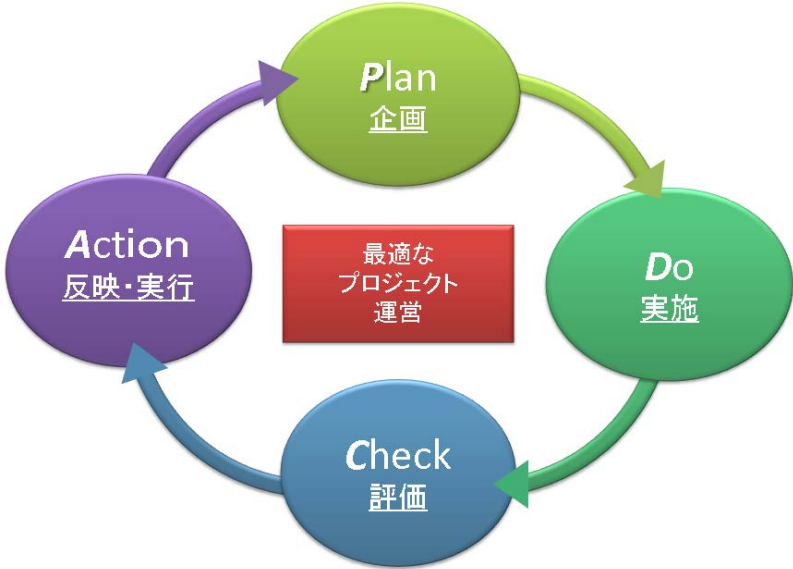 Plan
企画
Do
実施
Check
評価
Action
反映・実行
最適な
プロジェクト
運営